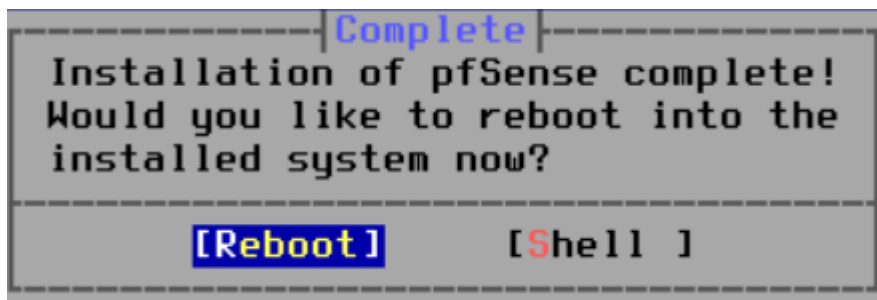 Complete
Installation of pfSense complete!
Would you like to reboot into the
installed system now?
[Reboot] [Shell ]